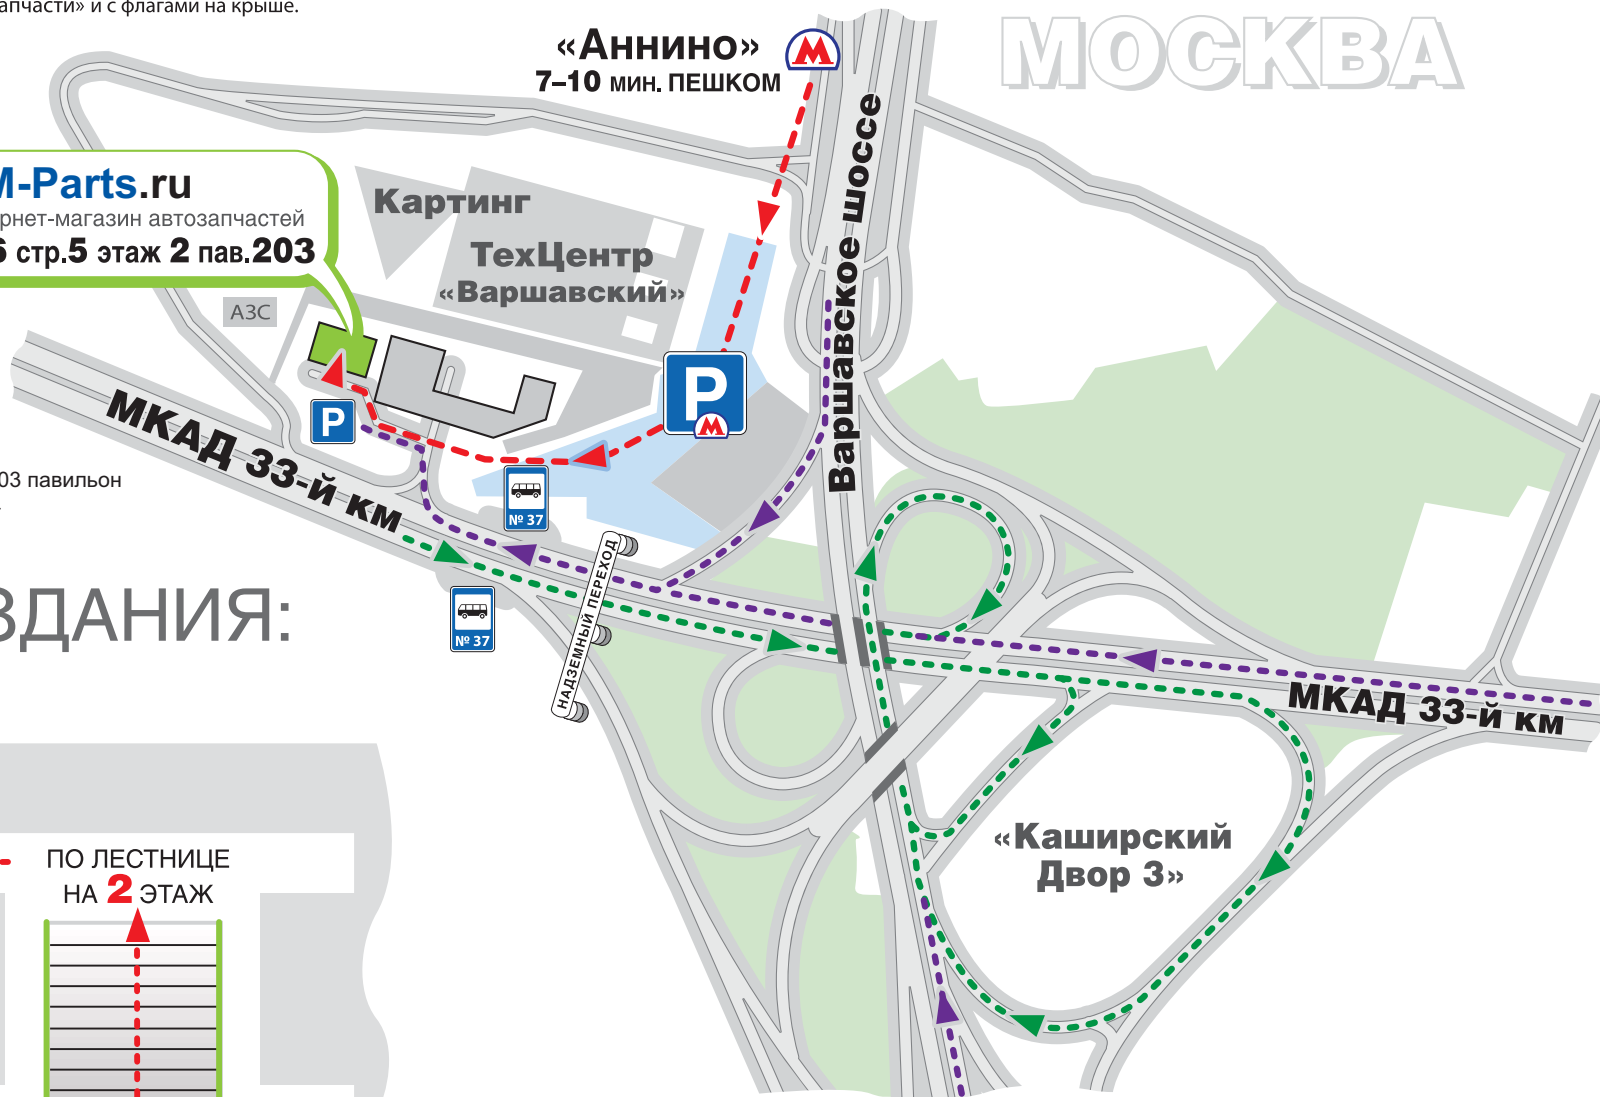 апчасти» и с флагами на крыше.
МОСКВА
«Аннино»
7–10 мин. ПЕШКОМ
М
M-Parts.ru
рнет-магазин автозапчастей
6 стр.5 этаж 2 пав.203
Картинг
ТехЦентр
«Варшавский»
АЗС
Варшавское шоссе
P
М
P
МКАД 33-й км
03 павильон
№ 37
№ 37
НАДЗЕМНЫЙ ПЕРЕХОД
ЗДАНИЯ:
МКАД 33-й км
«Каширский
Двор 3»
ПО ЛЕСТНИЦЕ
НА 2 ЭТАЖ